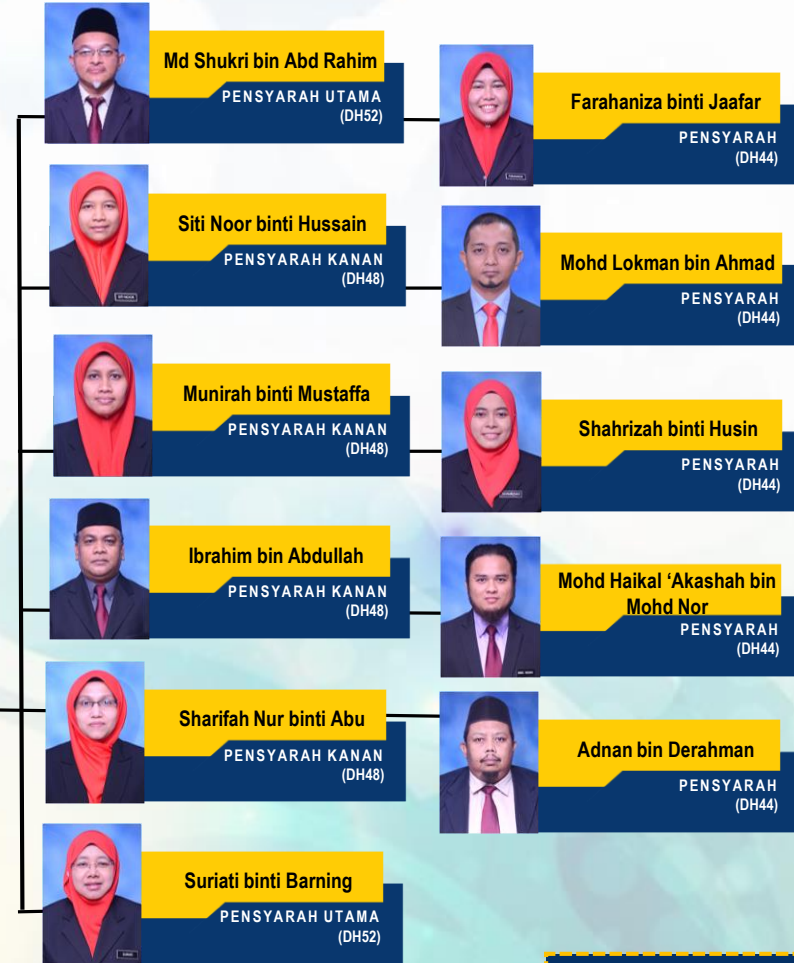 Md Shukri bin Abd Rahim
PENSYARAH UTAMA
(DH52)
Farahaniza binti Jaafar
PENSYARAH
(DH44)
Siti Noor binti Hussain
PENSYARAH KANAN
(DH48)
Mohd Lokman bin Ahmad
PENSYARAH
(DH44)
Munirah binti Mustaffa
PENSYARAH KANAN
(DH48)
Shahrizah binti Husin
PENSYARAH
(DH44)
Ibrahim bin Abdullah
PENSYARAH KANAN
(DH48)
Mohd Haikal ‘Akashah bin
Mohd Nor
PENSYARAH
(DH44)
Sharifah Nur binti Abu
PENSYARAH KANAN
(DH48)
Adnan bin Derahman
PENSYARAH
(DH44)
Suriati binti Barning
PENSYARAH UTAMA
(DH52)